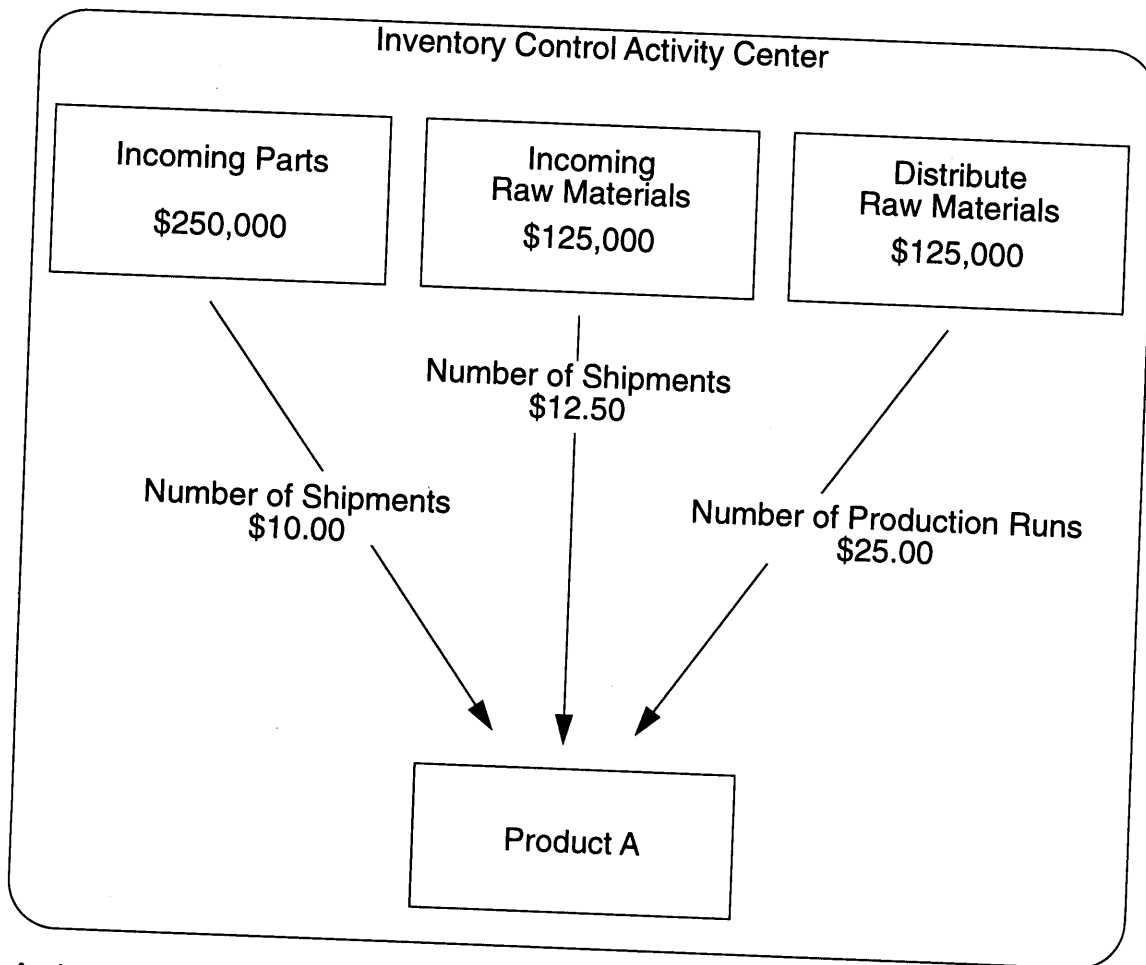 Inventory Control Activity Center
Incoming Parts
$250,000
Incoming
Raw Materials
$125,000
Distribute
Raw Materials
$125,000
Number of Shipments
$12.50
Number of Shipments
$10.00
Number of Production Runs
$25.00
Product A